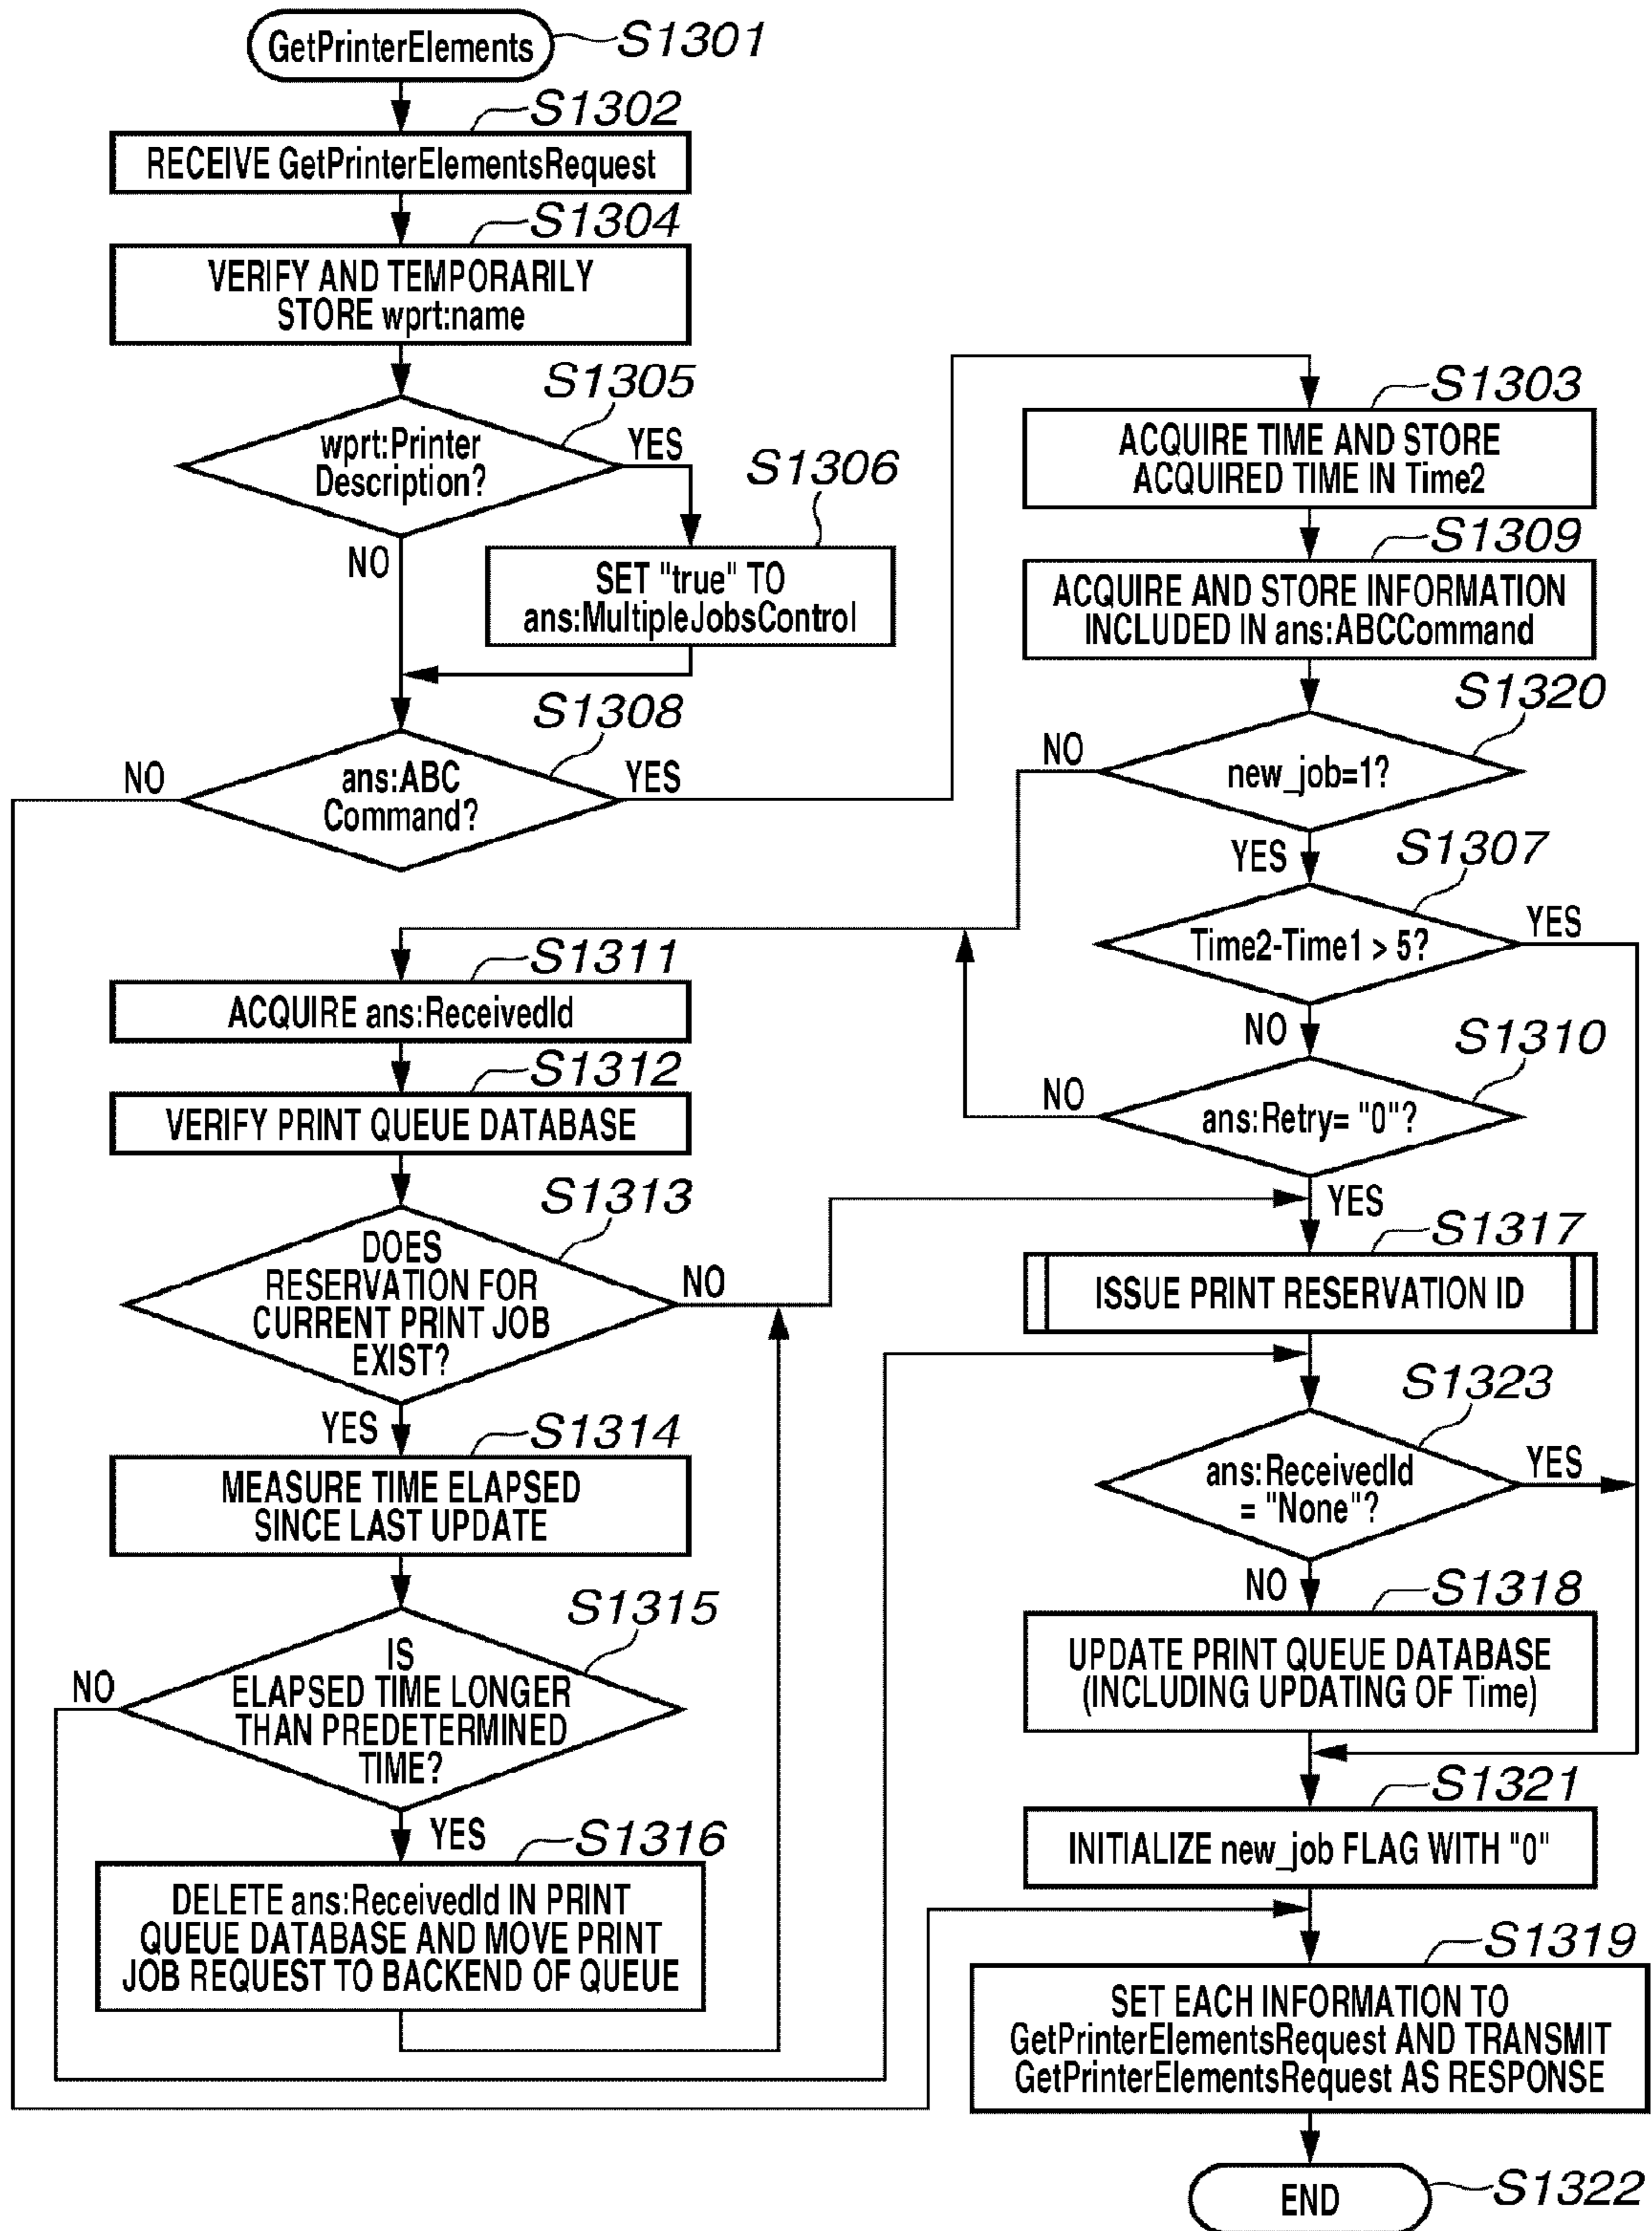 GetPrinterElements
S1301
S1302
RECEIVE GetPrinterElementsRequest
S1304
VERIFY AND TEMPORARILY
STORE wprt:name
S1305
wprt:Printer
Description?
YES
NO
S1306
SET "true" TO
ans:MultipleJobsControl
S1308
ans:ABC
Command?
NO
YES
S1303
ACQUIRE TIME AND STORE
ACQUIRED TIME IN Time2
S1309
ACQUIRE AND STORE INFORMATION
INCLUDED IN ans:ABCCommand
S1320
new_job=1?
NO
YES
S1307
Time2-Time1 > 5?
YES
NO
S1310
ans:Retry= "0"?
NO
YES
S1311
ACQUIRE ans:ReceivedId
S1312
VERIFY PRINT QUEUE DATABASE
S1313
DOES
RESERVATION FOR
CURRENT PRINT JOB
EXIST?
NO
YES
S1314
MEASURE TIME ELAPSED
SINCE LAST UPDATE
S1315
IS
ELAPSED TIME LONGER
THAN PREDETERMINED
TIME?
NO
YES
S1316
DELETE ans:ReceivedId IN PRINT
QUEUE DATABASE AND MOVE PRINT
JOB REQUEST TO BACKEND OF QUEUE
S1317
ISSUE PRINT RESERVATION ID
S1323
ans:ReceivedId
= "None"?
YES
NO
S1318
UPDATE PRINT QUEUE DATABASE
(INCLUDING UPDATING OF Time)
S1321
INITIALIZE new_job FLAG WITH "0"
S1319
SET EACH INFORMATION TO
GetPrinterElementsRequest AND TRANSMIT
GetPrinterElementsRequest AS RESPONSE
END
S1322